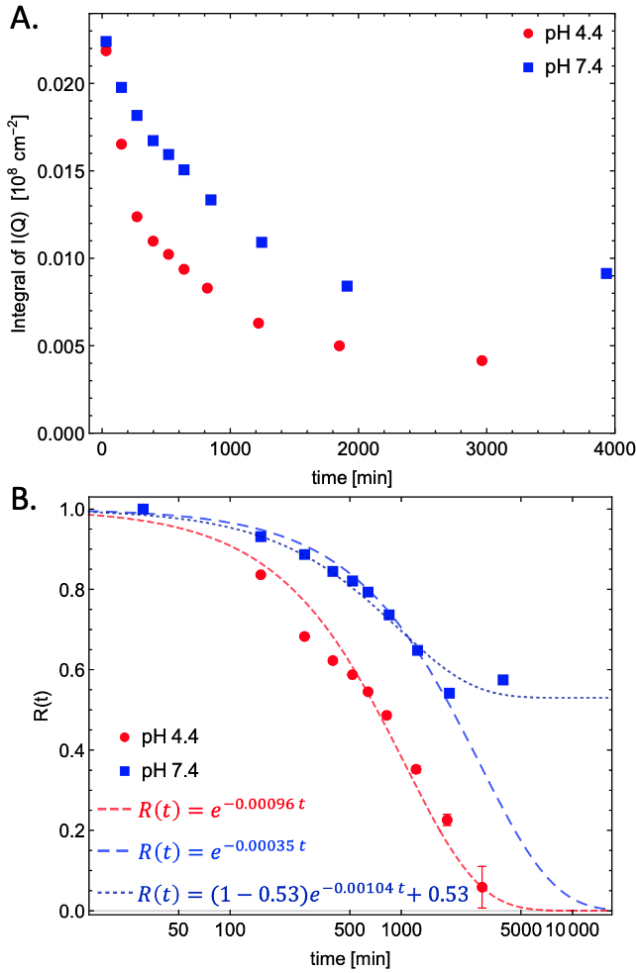 A.
pH 4.4
pH 7.4
Integral of I(Q) [10⁸ cm⁻²]
0.020
0.015
0.010
0.005
0.000
0 1000 2000 3000 4000
time [min]
B.
R(t)
1.0
0.8
0.6
0.4
0.2
0.0
pH 4.4
pH 7.4
R(t) = e^{-0.00096 t}
R(t) = e^{-0.00035 t}
R(t) = (1 − 0.53)e^{-0.00104 t} + 0.53
50 100 500 1000 5000 10 000
time [min]